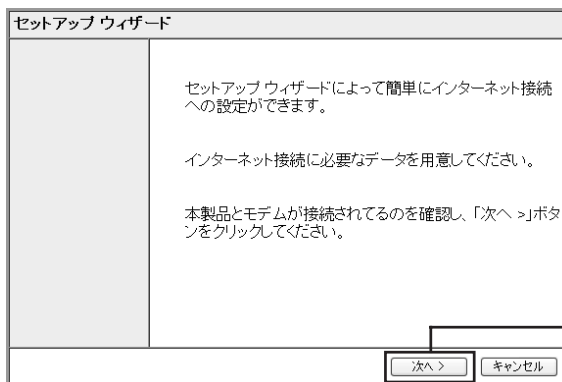 セットアップ ウィザード
セットアップ ウィザードによって簡単にインターネット接続
への設定ができます。
インターネット接続に必要なデータを用意してください。
本製品とモデムが接続されてるのを確認し、「次へ >」ボタ
ンをクリックしてください。
次へ >
キャンセル